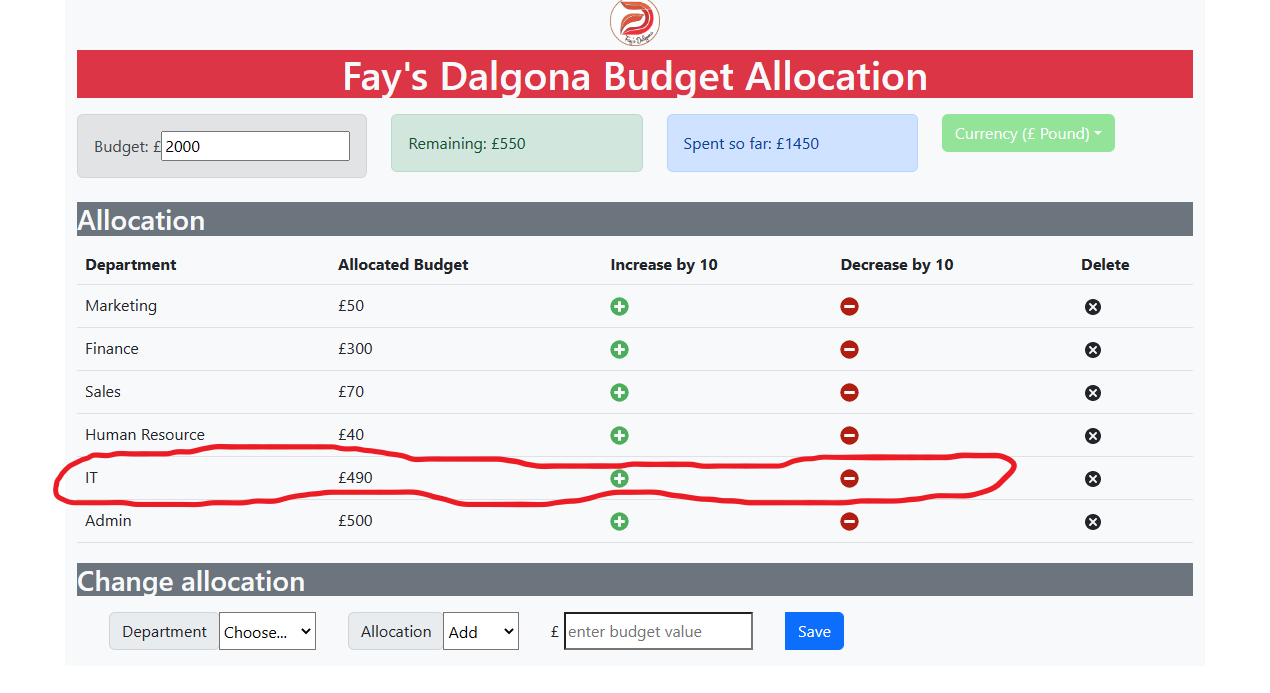 Fay's Dalgona
Fay's Dalgona Budget Allocation
Budget: £2000 Remaining: £550 Spent so far: £1450 Currency (£ Pound)
Allocation
Department Allocated Budget Increase by 10 Decrease by 10 Delete
Marketing £50
Finance £300
Sales £70
Human Resource £40
IT £490
Admin £500
Change allocation
Department Choose... Allocation Add £ enter budget value Save